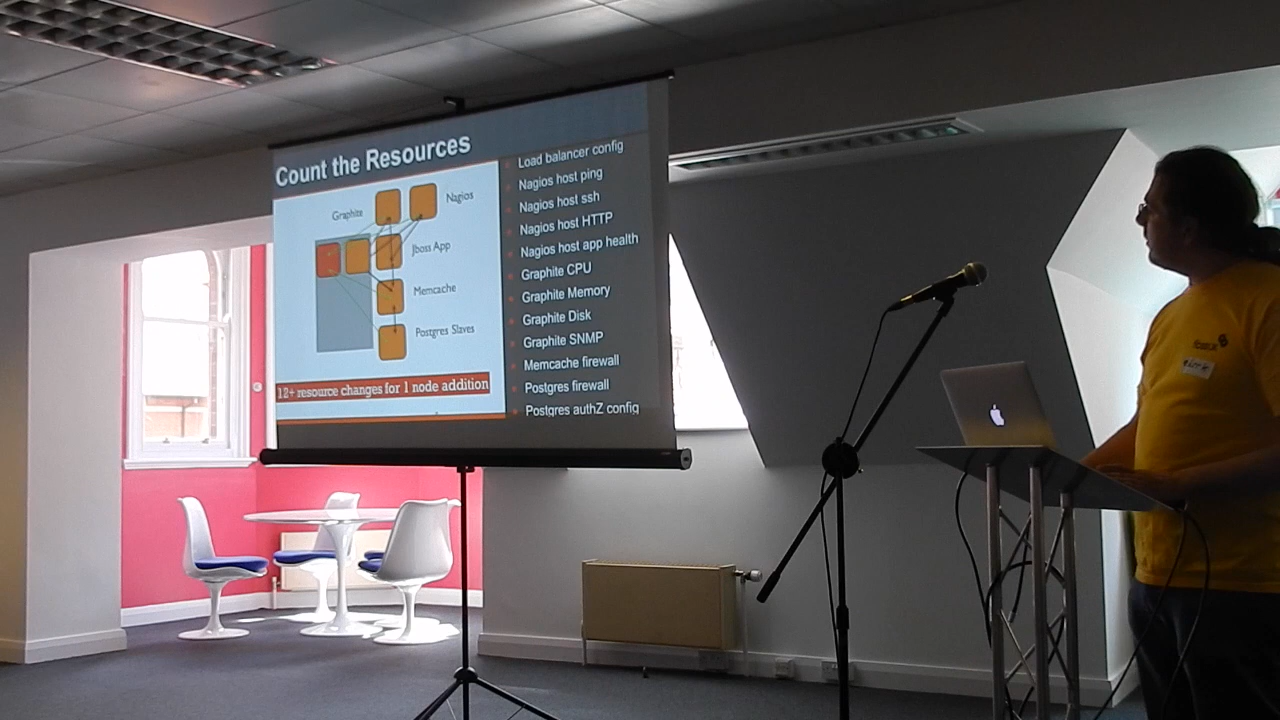 Count the Resources
Graphite
Nagios
Jboss App
Memcache
Postgres Slaves
12+ resource changes for 1 node addition
Load balancer config
Nagios host ping
Nagios host ssh
Nagios host HTTP
Nagios host app health
Graphite CPU
Graphite Memory
Graphite Disk
Graphite SNMP
Memcache firewall
Postgres firewall
Postgres authZ config